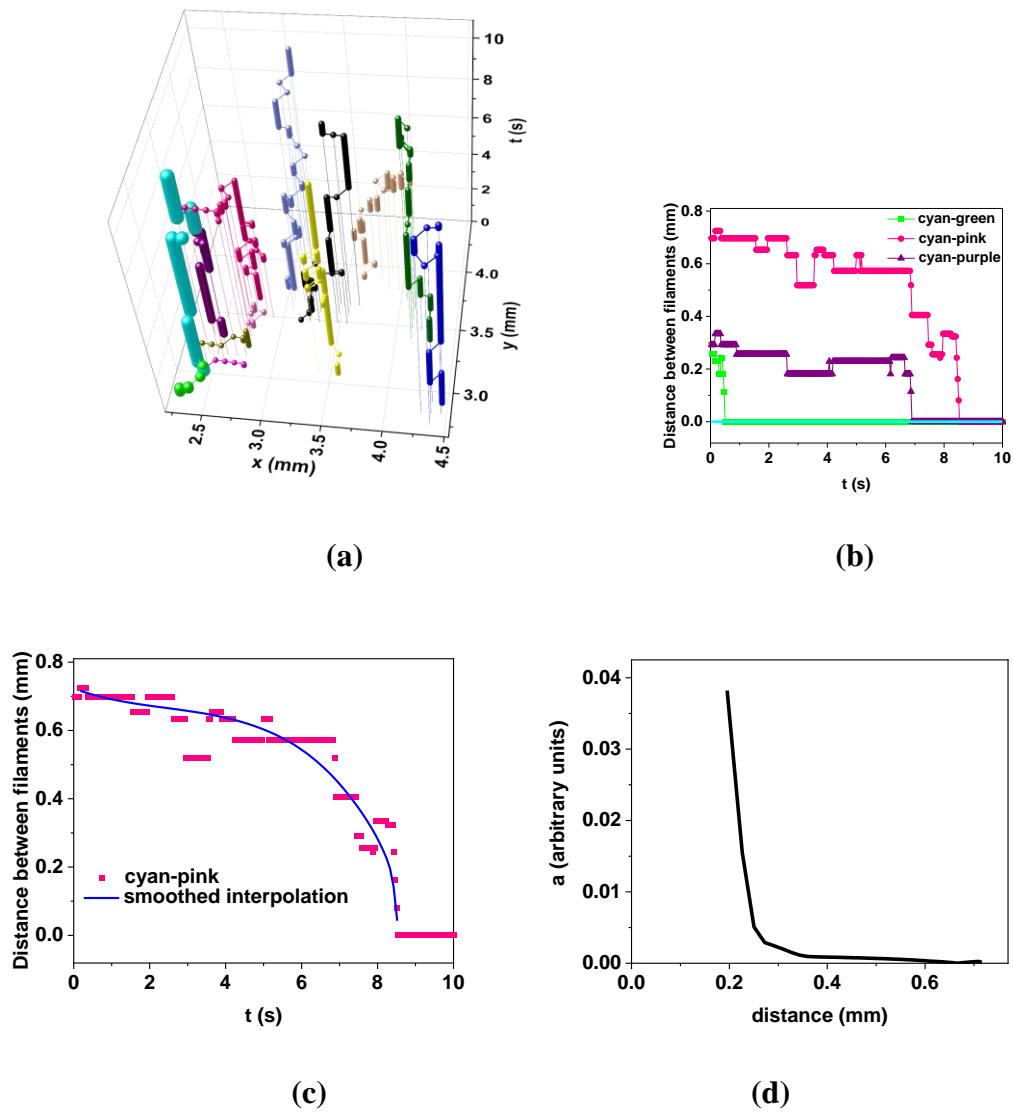 10
8
6
4
2
0
t (s)
4.0
3.5
3.0
y (mm)
2.5
3.0
3.5
4.0
4.5
x (mm)
(a)
0.8
0.6
0.4
0.2
0.0
Distance between filaments (mm)
cyan-green
cyan-pink
cyan-purple
0 2 4 6 8 10
t (s)
(b)
0.8
0.6
0.4
0.2
0.0
Distance between filaments (mm)
cyan-pink
smoothed interpolation
0 2 4 6 8 10
t (s)
(c)
0.04
0.03
0.02
0.01
0.00
a (arbitrary units)
0.0 0.2 0.4 0.6
distance (mm)
(d)